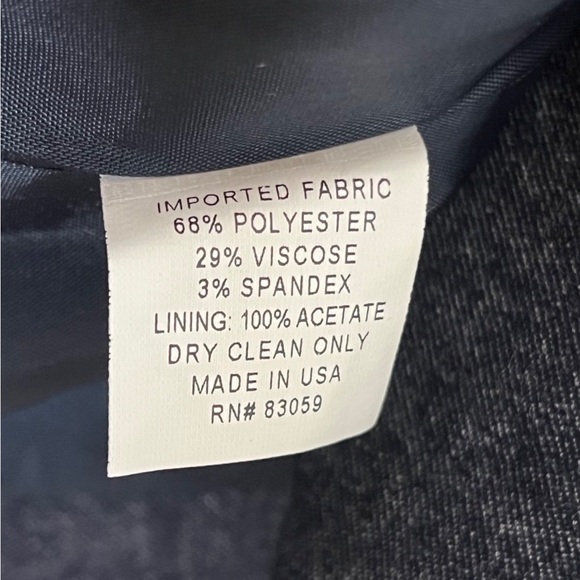 IMPORTED FABRIC
68% POLYESTER
29% VISCOSE
3% SPANDEX
LINING: 100% ACETATE
DRY CLEAN ONLY
MADE IN USA
RN# 83059